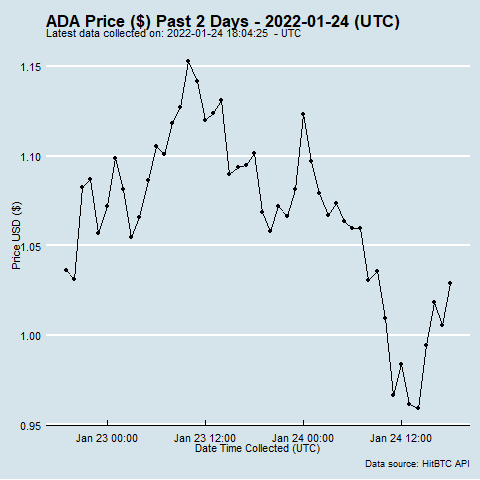 ADA Price ($) Past 2 Days - 2022-01-24 (UTC)
Latest data collected on: 2022-01-24 18:04:25  - UTC
1.15
1.10
1.05
1.00
0.95
Price USD ($)
Jan 23 00:00
Jan 23 12:00
Jan 24 00:00
Jan 24 12:00
Date Time Collected (UTC)
Data source: HitBTC API